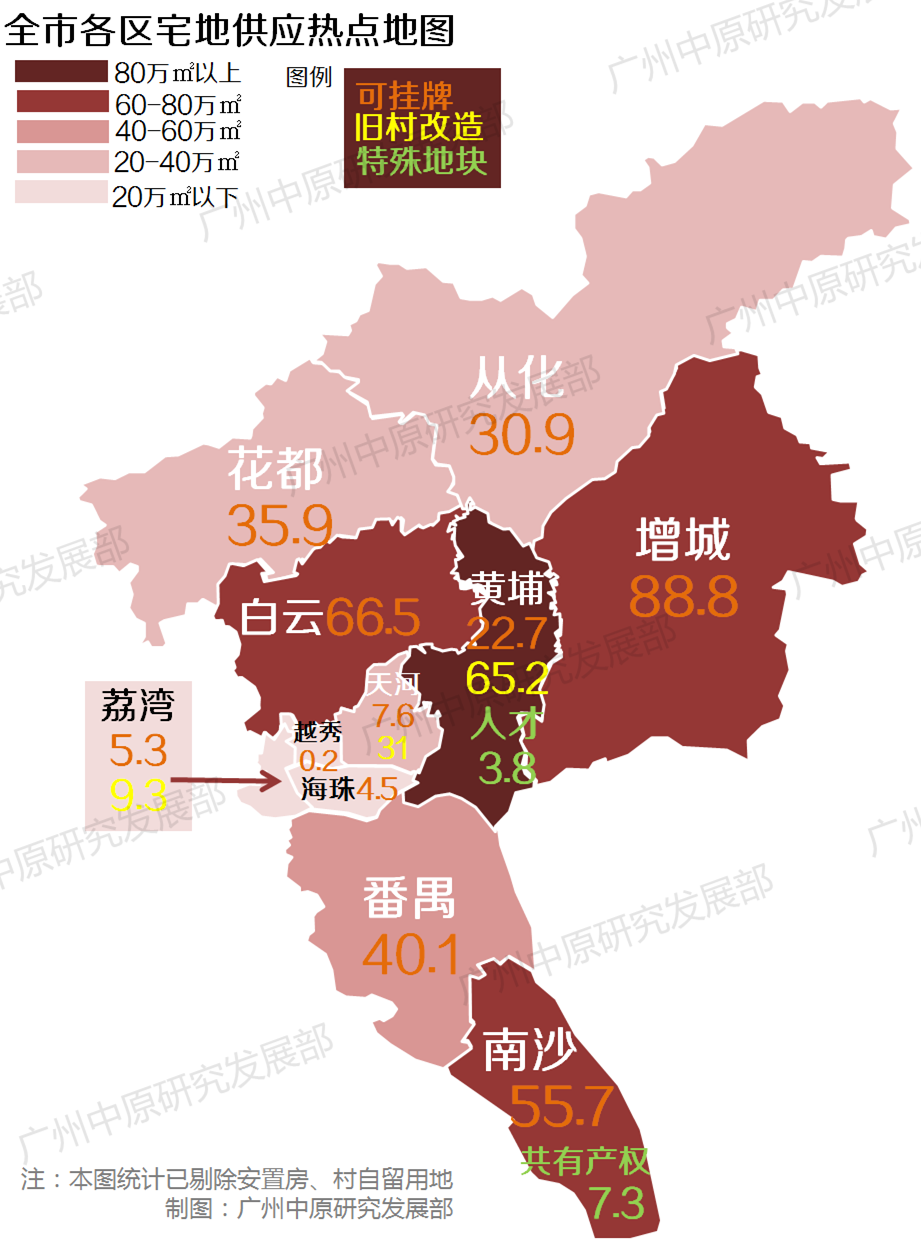 全市各区宅地供应热点地图
80万㎡以上
60-80万㎡
40-60万㎡
20-40万㎡
20万㎡以下
图例
可挂牌
旧村改造
特殊地块
从化
30.9
花都
35.9
增城
88.8
白云66.5
黄埔
22.7
65.2
人才
3.8
天河
7.6
31
荔湾
5.3
9.3
越秀
0.2
海珠4.5
番禺
40.1
南沙
55.7
共有产权
7.3
注：本图统计已剔除安置房、村自留用地
制图：广州中原研究发展部
广州中原研究发展部